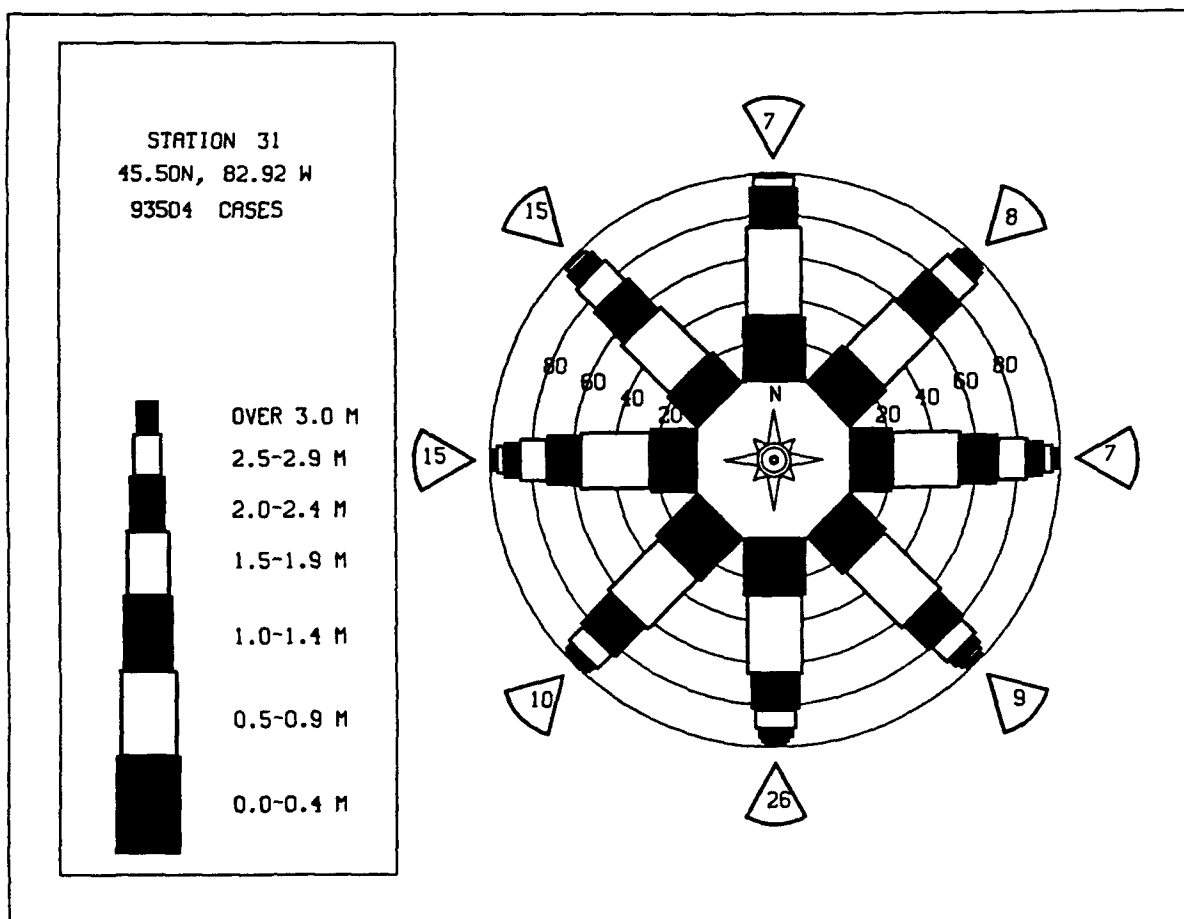 STATION 31
45.50N, 82.92 W
93504 CASES
OVER 3.0 M
2.5-2.9 M
2.0-2.4 M
1.5-1.9 M
1.0-1.4 M
0.5-0.9 M
0.0-0.4 M
7
15
8
80
60
40
20
N
20
40
60
80
15
7
10
9
26